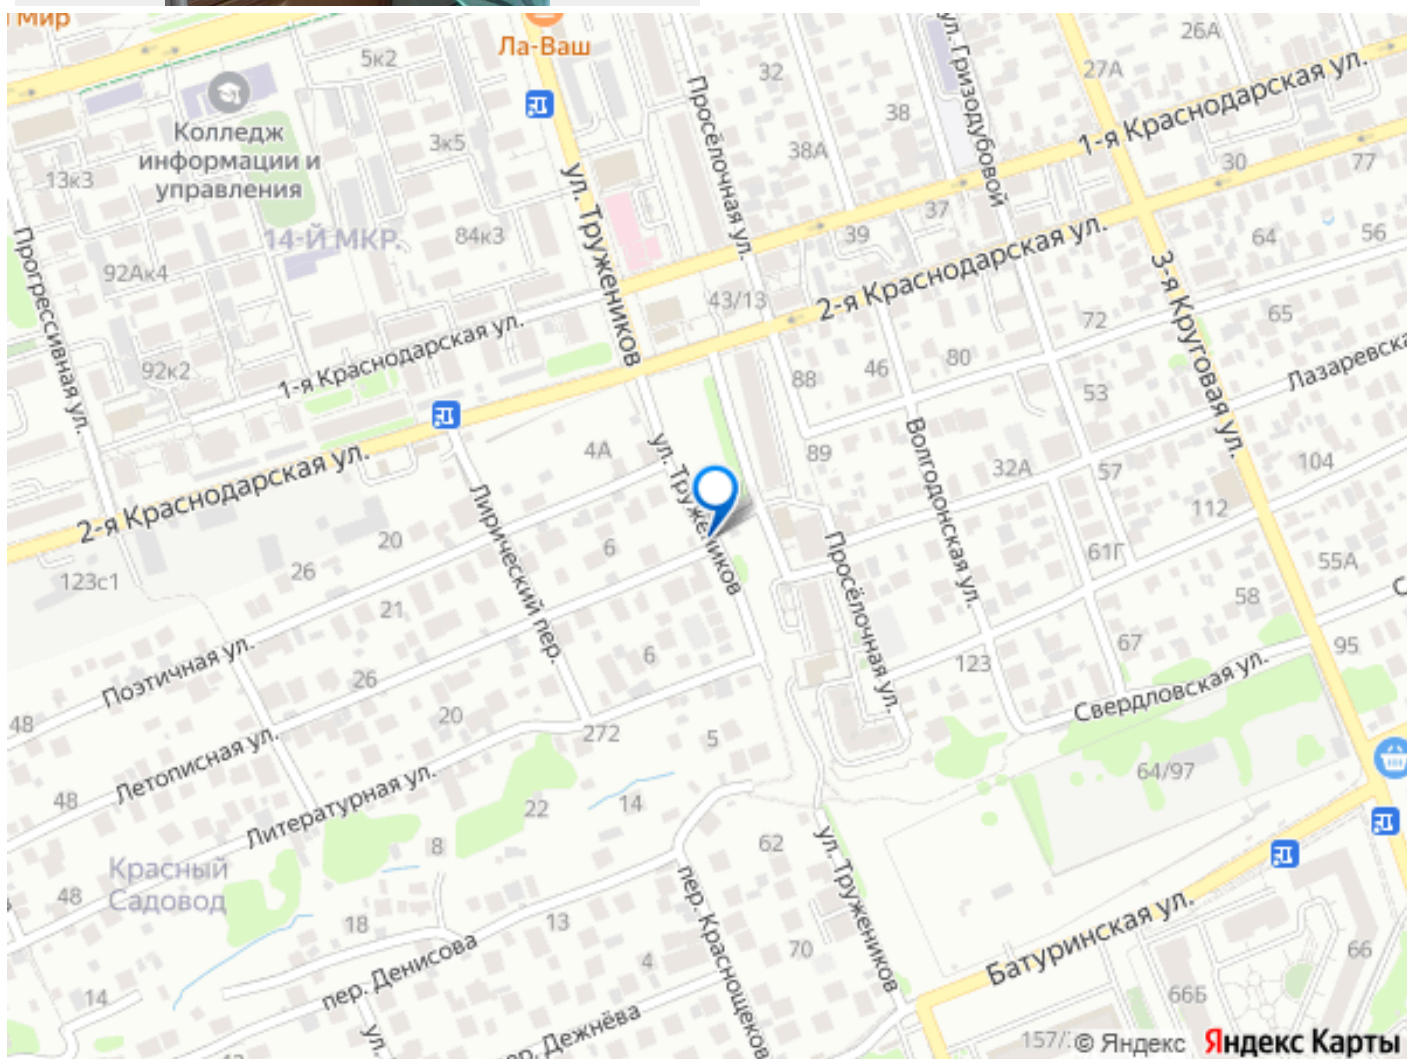 Мир
Ла-Ваш
5к2
32
ул. Гризодубовой
26А
27А
1-я Краснодарская ул.
Колледж
информации и
управления
3к5
Просёлочная ул.
38
38А
13к3
ул. Тружеников
30
77
14-Й МКР.
84к3
37
39
64
56
Прогрессивная ул.
92Ак4
2-я Краснодарская ул.
3-я Круговая ул.
43/13
72
65
1-я Краснодарская ул.
92к2
88
46
80
53
Лазаревска
2-я Краснодарская ул.
4А
ул. Тружеников
89
Волгодонская ул.
32А
57
104
112
Лирический пер.
20
6
Просёлочная ул.
61Г
55А
123с1
26
21
58
С
Поэтичная ул.
6
123
67
95
26
Свердловская ул.
48
20
272
5
Летописная ул.
64/97
48
Литературная ул.
22
14
8
62
ул. Тружеников
Красный
Садовод
48
пер. Краснощеков
18
13
Батуринская ул.
пер. Денисова
4
70
66
14
66Б
ул.
ер. Дежнёва
157/
© Яндекс
Яндекс Карты